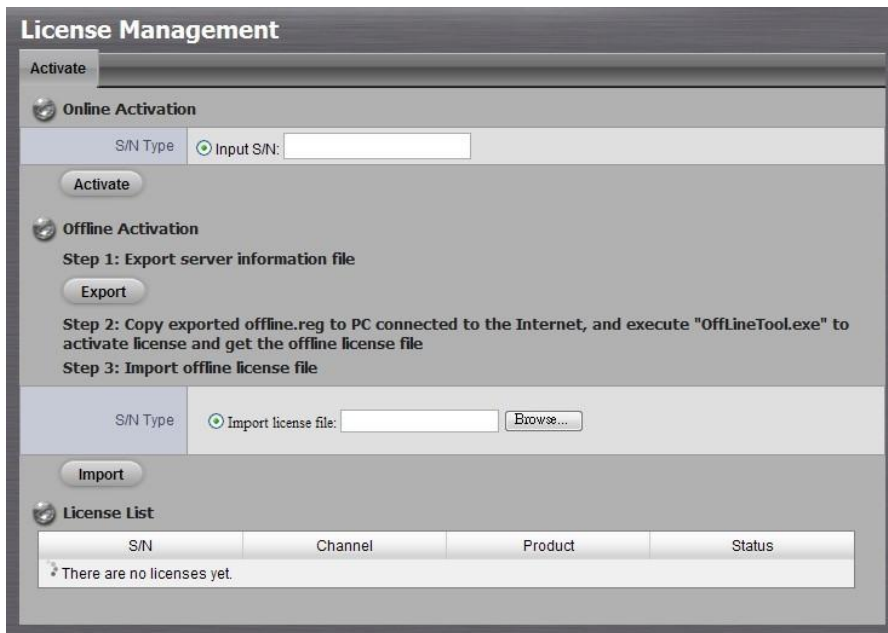 License Management
Activate
Online Activation
S/N Type
Input S/N:
Activate
Offline Activation
Step 1: Export server information file
Export
Step 2: Copy exported offline.reg to PC connected to the Internet, and execute "OffLineTool.exe" to
activate license and get the offline license file
Step 3: Import offline license file
S/N Type
Import license file:
Browse...
Import
License List
S/N Channel Product Status
There are no licenses yet.